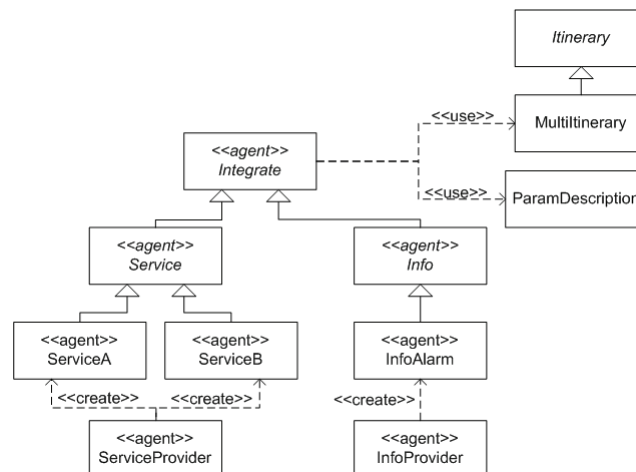 Itinerary
<<use>>
MultiItinerary
<<agent>>
Integrate
<<use>>
ParamDescription
<<agent>>
Service
<<agent>>
Info
<<agent>>
ServiceA
<<agent>>
ServiceB
<<agent>>
InfoAlarm
<<create>>
<<create>>
<<create>>
<<agent>>
ServiceProvider
<<agent>>
InfoProvider